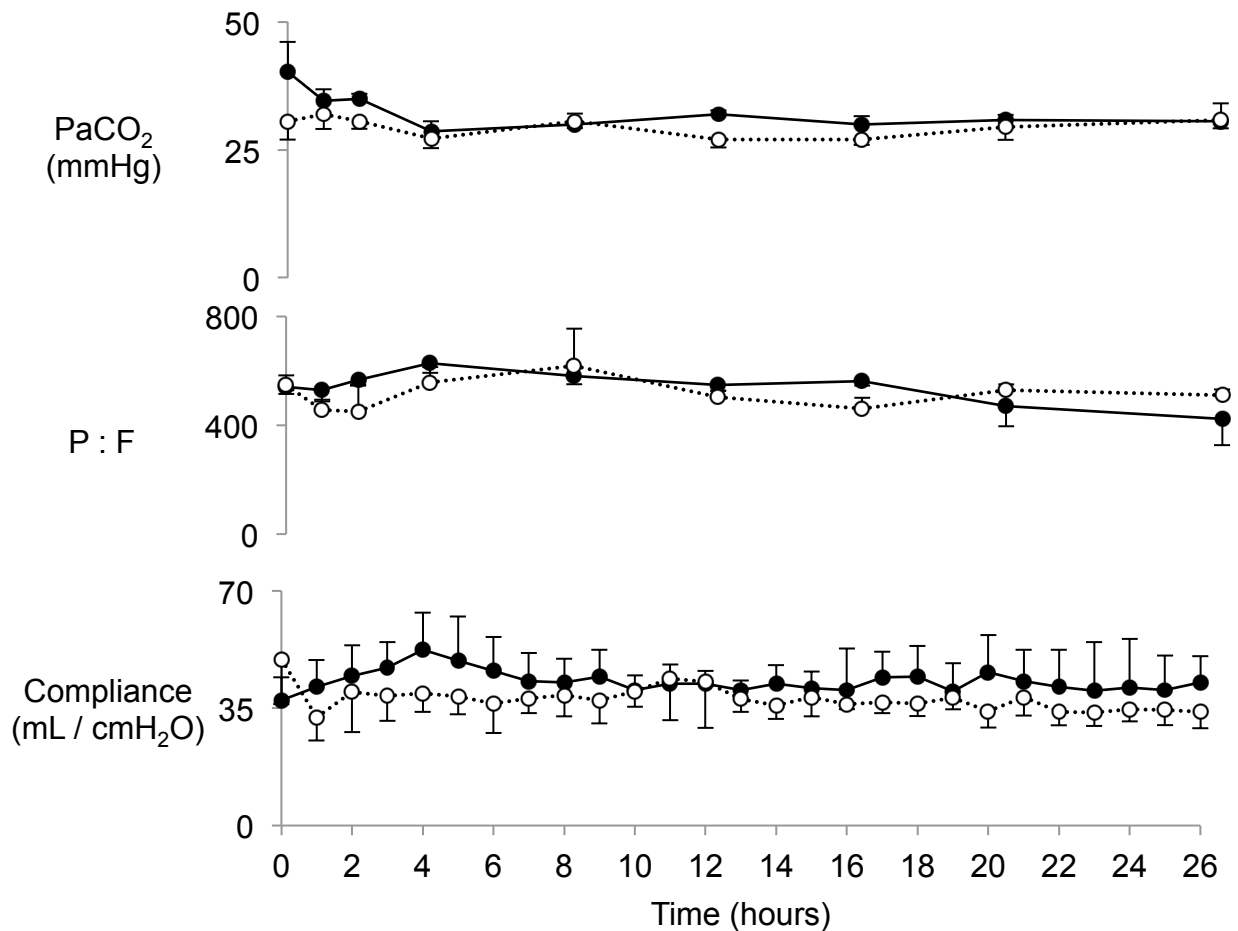 50
PaCO₂
(mmHg)
25
0
800
P : F
400
0
70
Compliance
(mL / cmH₂O)
35
0
0 2 4 6 8 10 12 14 16 18 20 22 24 26
Time (hours)